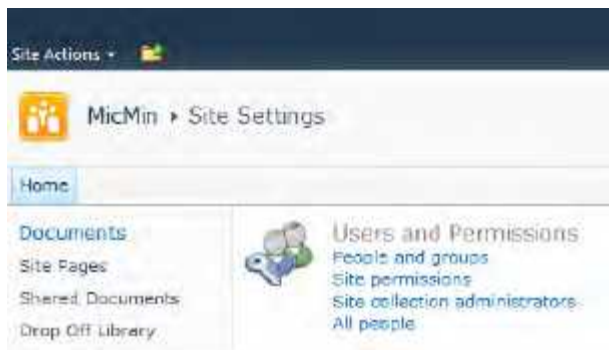 Site Actions
MicMin ▸ Site Settings
Home
Documents
Site Pages
Shared Documents
Drop Off Library
Users and Permissions
People and groups
Site permissions
Site collection administrators
All people